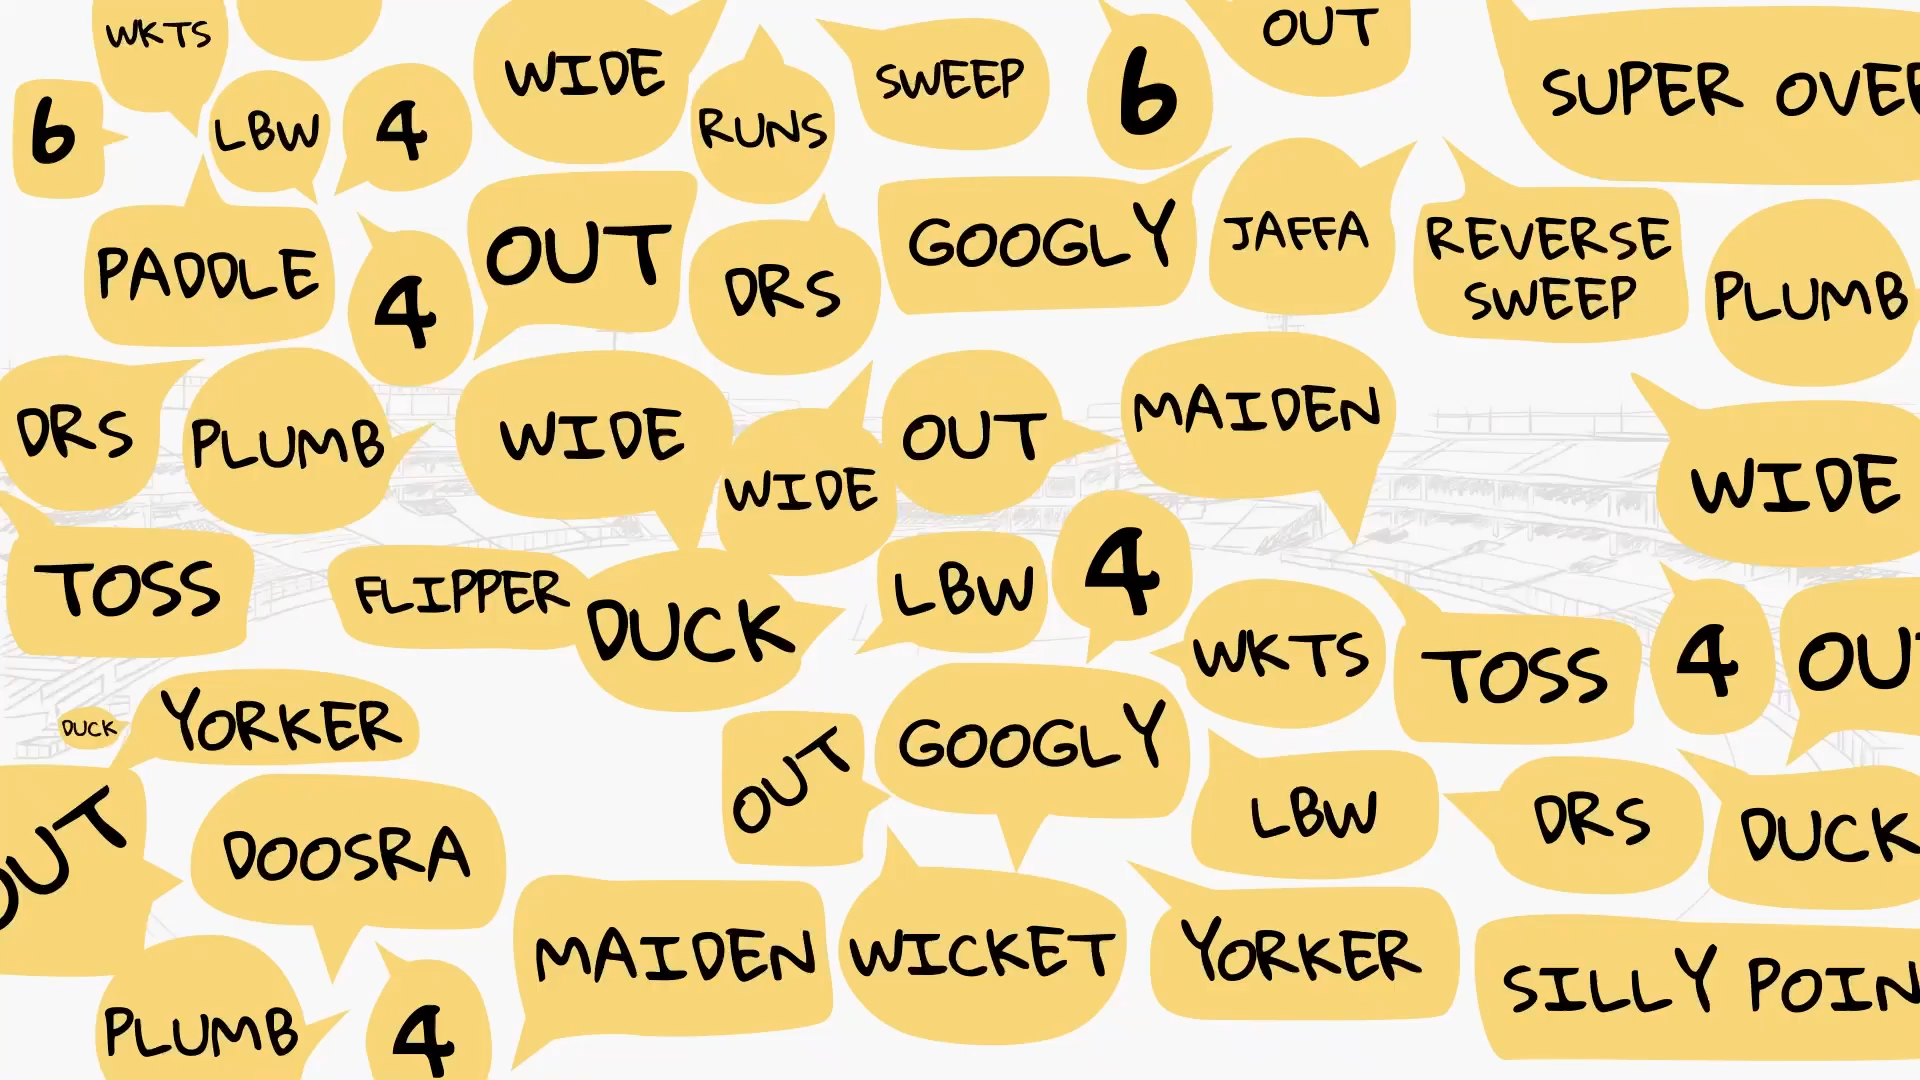 WKTS
WIDE
SWEEP
6
OUT
SUPER OVE
6
LBW
4
RUNS
PADDLE
4
OUT
DRS
GOOGLY
JAFFA
REVERSE
SWEEP
PLUMB
DRS
PLUMB
WIDE
WIDE
OUT
MAIDEN
WIDE
TOSS
FLIPPER
DUCK
LBW
4
WKTS
TOSS
4
OU
DUCK
YORKER
OUT
GOOGLY
LBW
DRS
DUCK
OUT
DOOSRA
MAIDEN
WICKET
YORKER
SILLY POIN
PLUMB
4